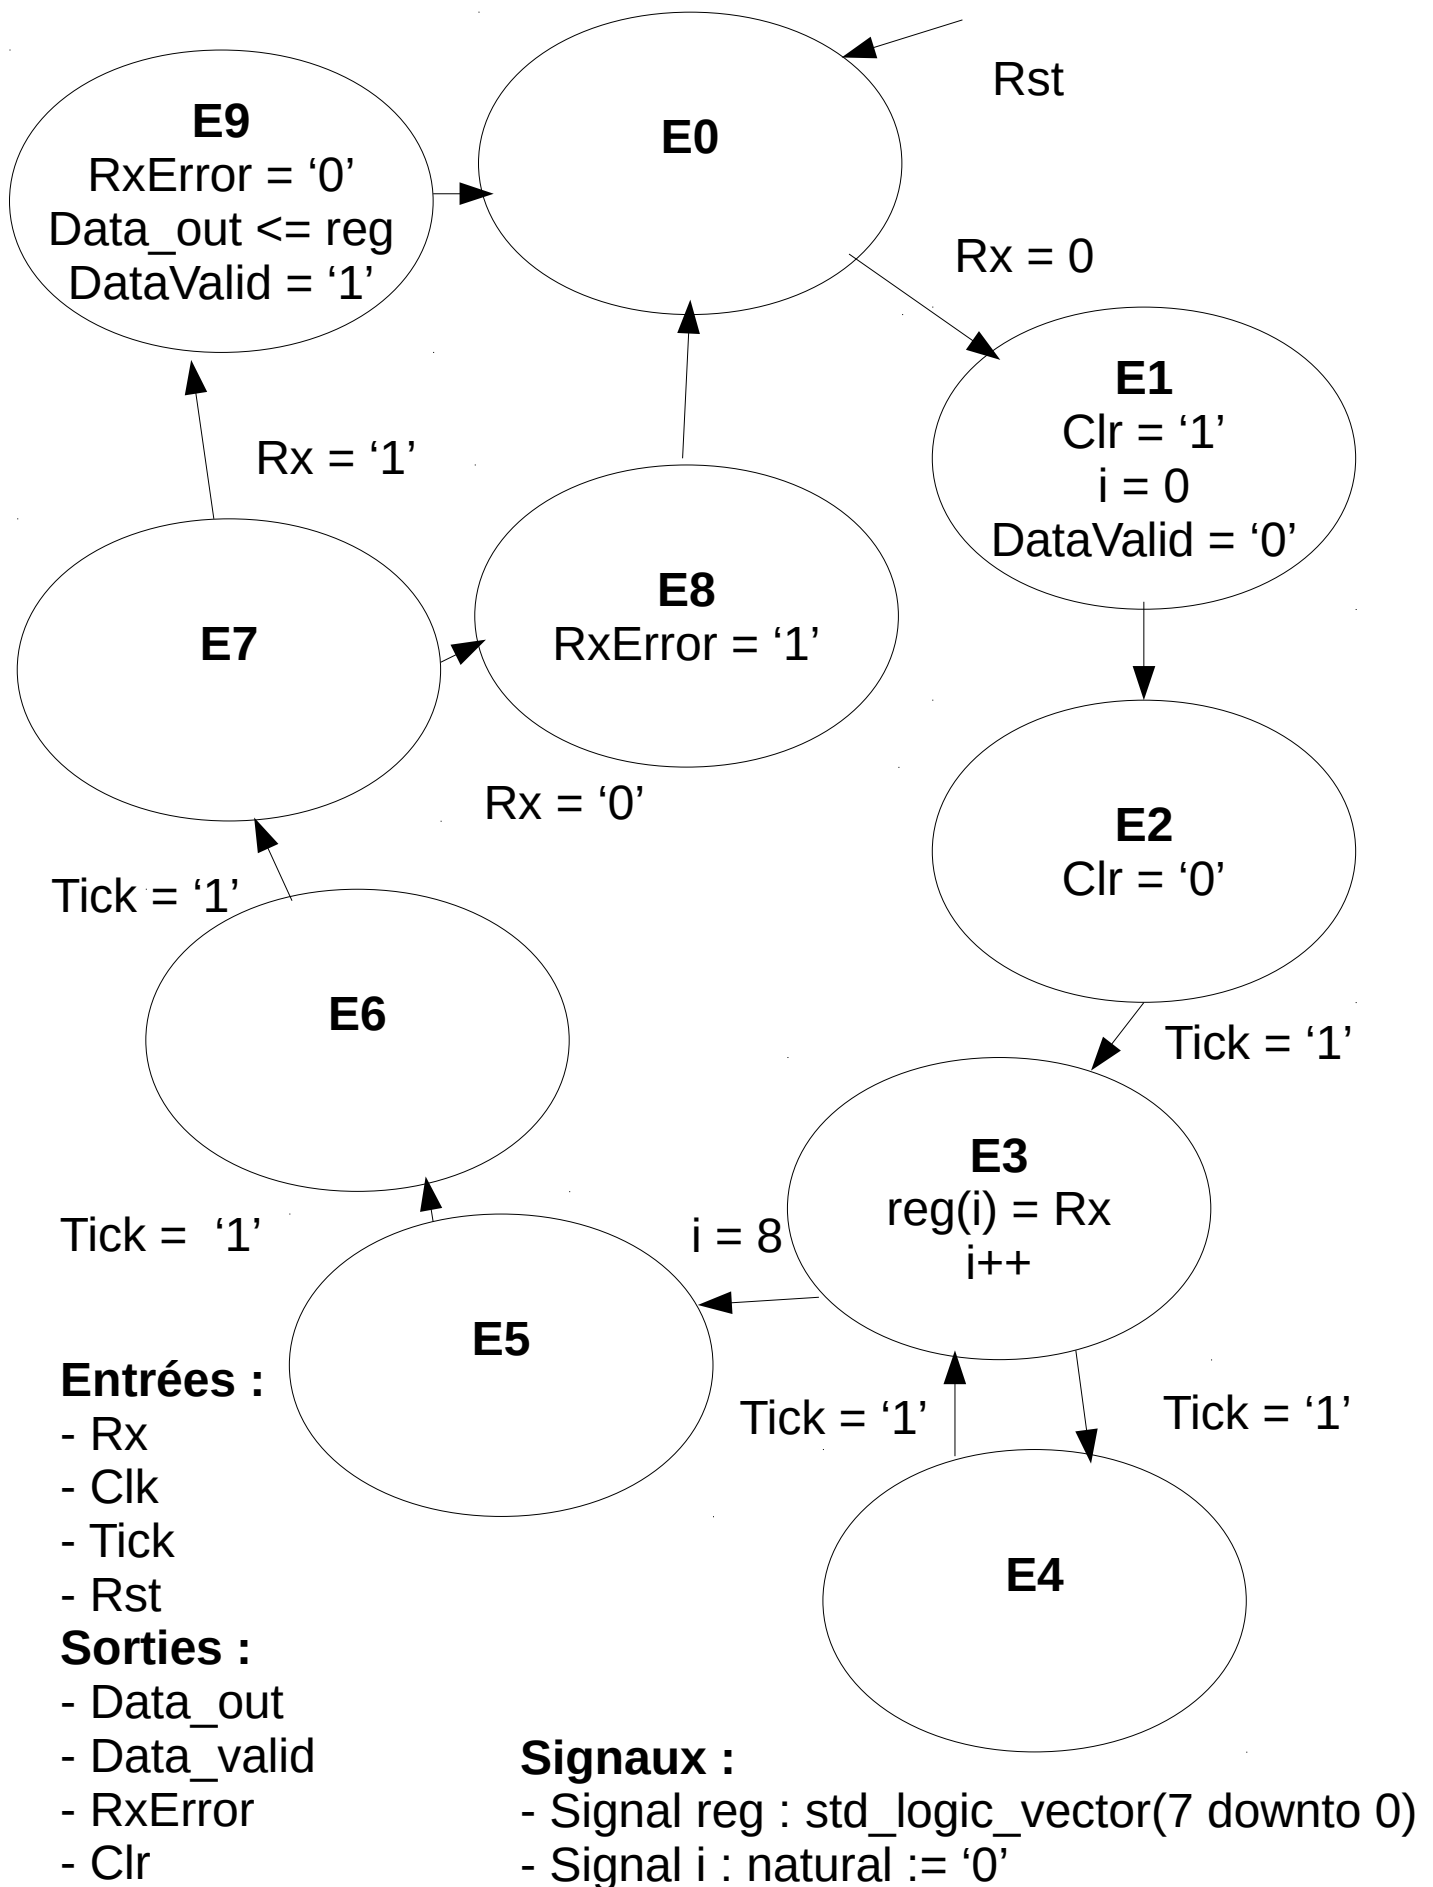 Rst
E0
E9
RxError = ‘0’
Data_out <= reg
DataValid = ‘1’
Rx = 0
E1
Clr = ‘1’
i = 0
DataValid = ‘0’
Rx = ‘1’
E8
RxError = ‘1’
E7
Rx = ‘0’
E2
Clr = ‘0’
Tick = ‘1’
E6
Tick = ‘1’
E3
reg(i) = Rx
i++
Tick =  ‘1’
i = 8
E5
Tick = ‘1’
Tick = ‘1’
E4
Entrées :
- Rx
- Clk
- Tick
- Rst
Sorties :
- Data_out
- Data_valid
- RxError
- Clr
Signaux :
- Signal reg : std_logic_vector(7 downto 0)
- Signal i : natural := ‘0’